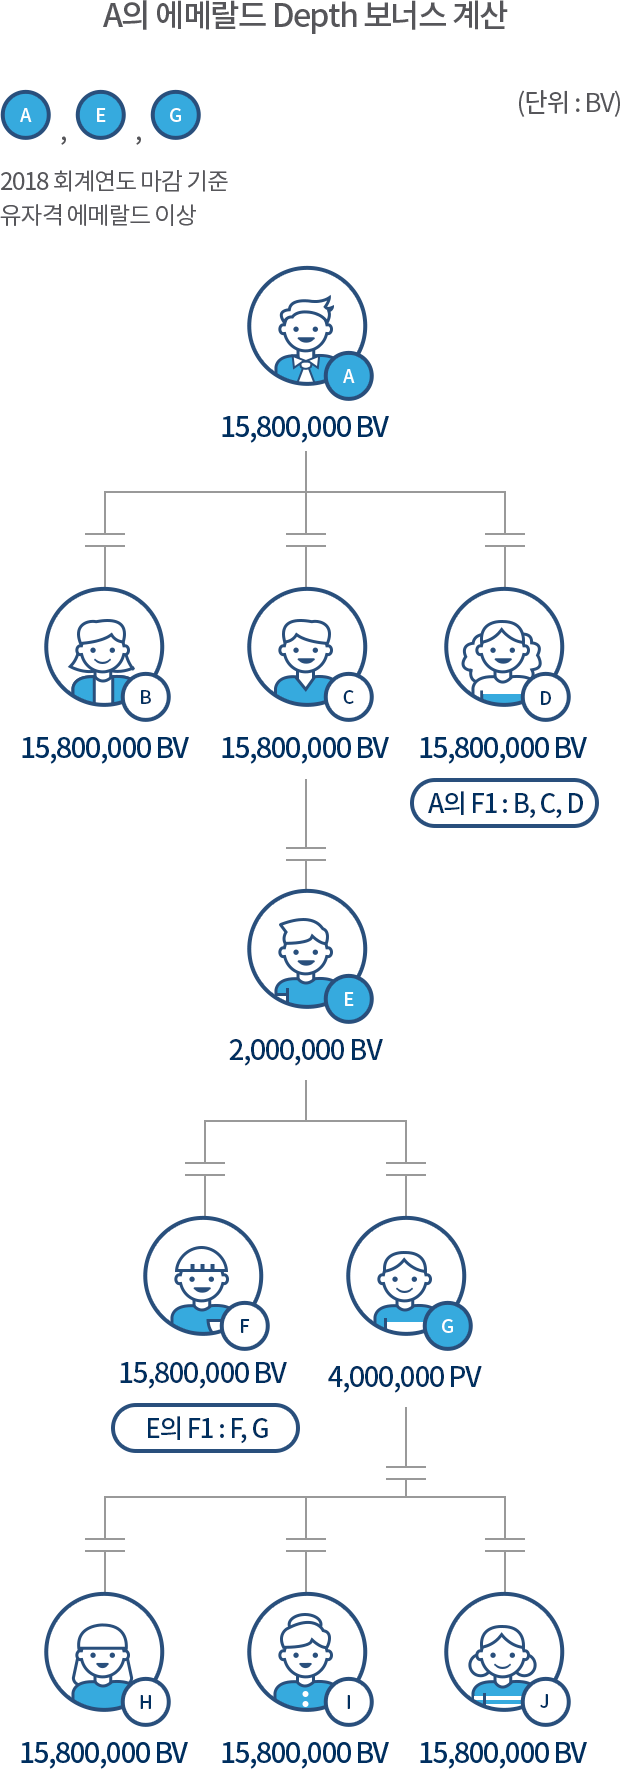 A의 에메랄드 Depth 보너스 계산
A , E , G
(단위 : BV)
2018 회계연도 마감 기준
유자격 에메랄드 이상
A
15,800,000 BV
B
C
D
15,800,000 BV
15,800,000 BV
15,800,000 BV
A의 F1 : B, C, D
E
2,000,000 BV
F
G
15,800,000 BV
4,000,000 PV
E의 F1 : F, G
H
I
J
15,800,000 BV
15,800,000 BV
15,800,000 BV